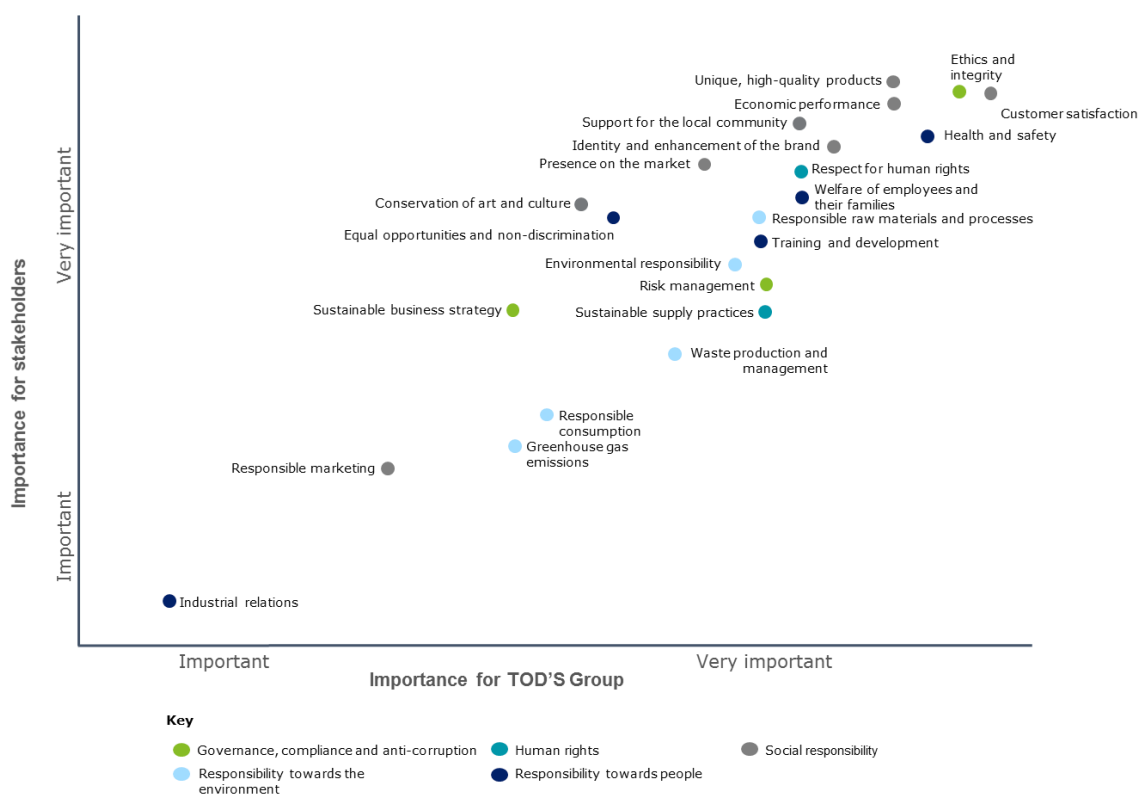 Ethics and
integrity
Unique, high-quality products
Economic performance
Customer satisfaction
Support for the local community
Health and safety
Identity and enhancement of the brand
Presence on the market
Respect for human rights
Welfare of employees and
their families
Conservation of art and culture
Responsible raw materials and processes
Equal opportunities and non-discrimination
Training and development
Environmental responsibility
Risk management
Sustainable business strategy
Sustainable supply practices
Waste production and
management
Responsible
consumption
Greenhouse gas
emissions
Responsible marketing
Industrial relations
Importance for stakeholders
Very important
Important
Important
Very important
Importance for TOD'S Group
Key
Governance, compliance and anti-corruption
Human rights
Social responsibility
Responsibility towards the
environment
Responsibility towards people